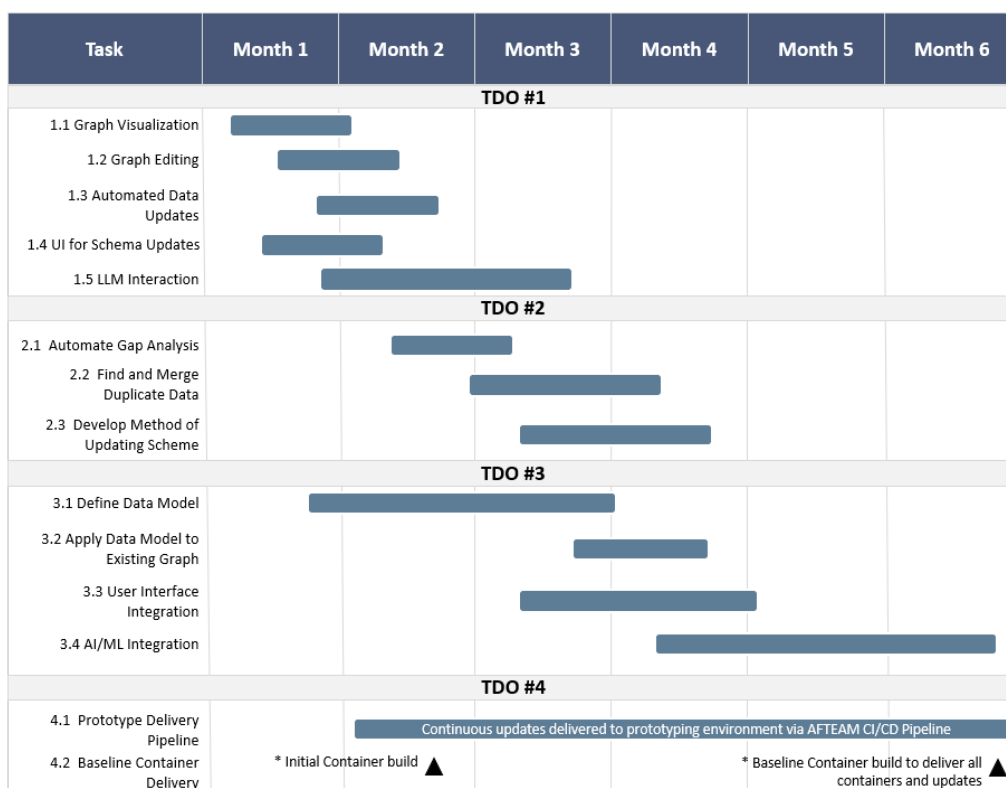 Task Month 1 Month 2 Month 3 Month 4 Month 5 Month 6
TDO #1
1.1 Graph Visualization
1.2 Graph Editing
1.3 Automated Data
Updates
1.4 UI for Schema Updates
1.5 LLM Interaction
TDO #2
2.1 Automate Gap Analysis
2.2 Find and Merge
Duplicate Data
2.3 Develop Method of
Updating Scheme
TDO #3
3.1 Define Data Model
3.2 Apply Data Model to
Existing Graph
3.3 User Interface
Integration
3.4 AI/ML Integration
TDO #4
4.1 Prototype Delivery
Pipeline
Continuous updates delivered to prototyping environment via AFTEAM CI/CD Pipeline
4.2 Baseline Container
Delivery
* Initial Container build
* Baseline Container build to deliver all
containers and updates